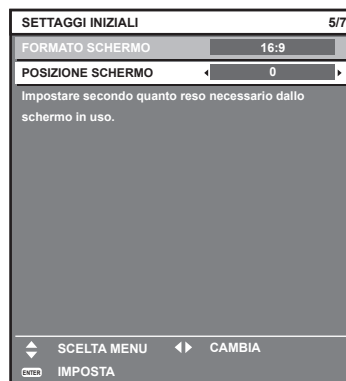 SETTAGGI INIZIALI 5/7
FORMATO SCHERMO 16:9
POSIZIONE SCHERMO 0
Impostare secondo quanto reso necessario dallo
schermo in uso.
SCELTA MENU CAMBIA
ENTER IMPOSTA